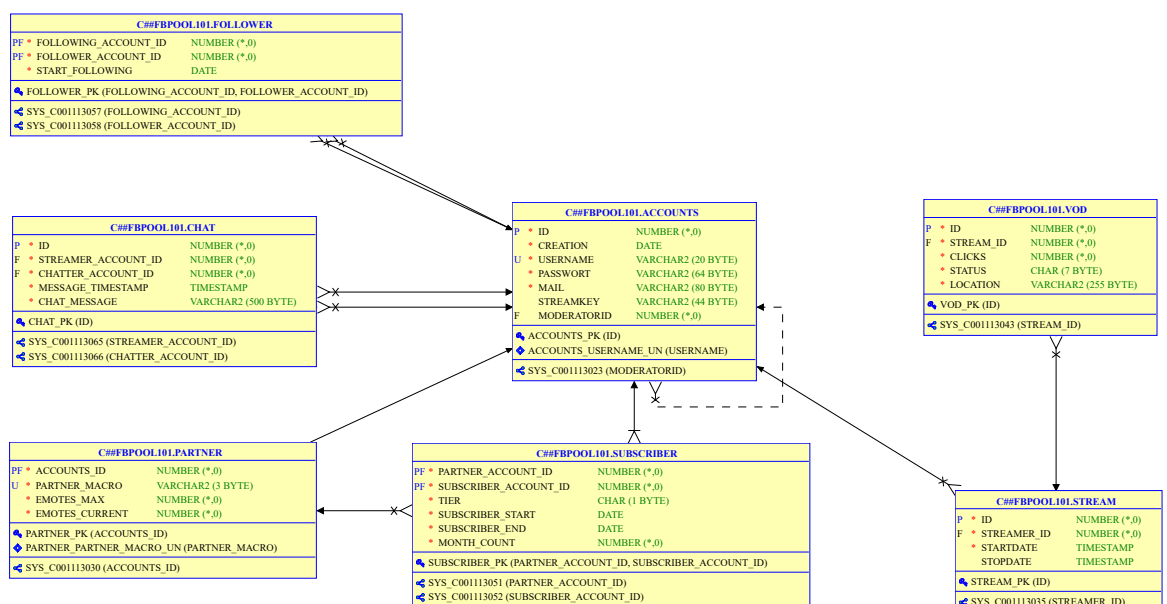 C##FBPOOL101.FOLLOWER
PF * FOLLOWING_ACCOUNT_ID NUMBER (*,0)
PF * FOLLOWER_ACCOUNT_ID NUMBER (*,0)
* START_FOLLOWING DATE
FOLLOWER_PK (FOLLOWING_ACCOUNT_ID, FOLLOWER_ACCOUNT_ID)
SYS_C001113057 (FOLLOWING_ACCOUNT_ID)
SYS_C001113058 (FOLLOWER_ACCOUNT_ID)
C##FBPOOL101.CHAT
P * ID NUMBER (*,0)
F * STREAMER_ACCOUNT_ID NUMBER (*,0)
F * CHATTER_ACCOUNT_ID NUMBER (*,0)
* MESSAGE_TIMESTAMP TIMESTAMP
* CHAT_MESSAGE VARCHAR2 (500 BYTE)
CHAT_PK (ID)
SYS_C001113065 (STREAMER_ACCOUNT_ID)
SYS_C001113066 (CHATTER_ACCOUNT_ID)
C##FBPOOL101.ACCOUNTS
P * ID NUMBER (*,0)
* CREATION DATE
U * USERNAME VARCHAR2 (20 BYTE)
* PASSWORT VARCHAR2 (64 BYTE)
* MAIL VARCHAR2 (80 BYTE)
STREAMKEY VARCHAR2 (44 BYTE)
F MODERATORID NUMBER (*,0)
ACCOUNTS_PK (ID)
ACCOUNTS_USERNAME_UN (USERNAME)
SYS_C001113023 (MODERATORID)
C##FBPOOL101.VOD
P * ID NUMBER (*,0)
F * STREAM_ID NUMBER (*,0)
* CLICKS NUMBER (*,0)
* STATUS CHAR (7 BYTE)
* LOCATION VARCHAR2 (255 BYTE)
VOD_PK (ID)
SYS_C001113043 (STREAM_ID)
C##FBPOOL101.PARTNER
PF * ACCOUNTS_ID NUMBER (*,0)
U * PARTNER_MACRO VARCHAR2 (3 BYTE)
* EMOTES_MAX NUMBER (*,0)
* EMOTES_CURRENT NUMBER (*,0)
PARTNER_PK (ACCOUNTS_ID)
PARTNER_PARTNER_MACRO_UN (PARTNER_MACRO)
SYS_C001113030 (ACCOUNTS_ID)
C##FBPOOL101.SUBSCRIBER
PF * PARTNER_ACCOUNT_ID NUMBER (*,0)
PF * SUBSCRIBER_ACCOUNT_ID NUMBER (*,0)
* TIER CHAR (1 BYTE)
* SUBSCRIBER_START DATE
* SUBSCRIBER_END DATE
* MONTH_COUNT NUMBER (*,0)
SUBSCRIBER_PK (PARTNER_ACCOUNT_ID, SUBSCRIBER_ACCOUNT_ID)
SYS_C001113051 (PARTNER_ACCOUNT_ID)
SYS_C001113052 (SUBSCRIBER_ACCOUNT_ID)
C##FBPOOL101.STREAM
P * ID NUMBER (*,0)
F * STREAMER_ID NUMBER (*,0)
* STARTDATE TIMESTAMP
STOPDATE TIMESTAMP
STREAM_PK (ID)
SYS_C001113035 (STREAMER_ID)